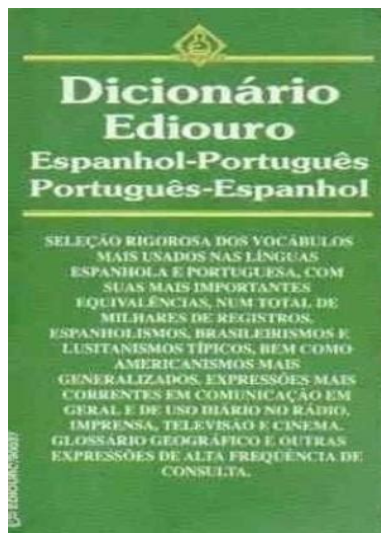 Dicionário
Ediouro
Espanhol-Português
Português-Espanhol
SELEÇÃO RIGOROSA DOS VOCÁBULOS
MAIS USADOS NAS LÍNGUAS
ESPANHOLA E PORTUGUESA, COM
SUAS MAIS IMPORTANTES
EQUIVALÊNCIAS, NUM TOTAL DE
MILHARES DE REGISTROS.
ESPANHOLISMOS, BRASILEIRISMOS E
LUSITANISMOS TÍPICOS, BEM COMO
AMERICANISMOS MAIS
GENERALIZADOS. EXPRESSÕES MAIS
CORRENTES EM COMUNICAÇÃO EM
GERAL E DE USO DIÁRIO NO RÁDIO,
IMPRENSA, TELEVISÃO E CINEMA.
GLOSSÁRIO GEOGRÁFICO E OUTRAS
EXPRESSÕES DE ALTA FREQÜÊNCIA DE
CONSULTA.
EDIOURO